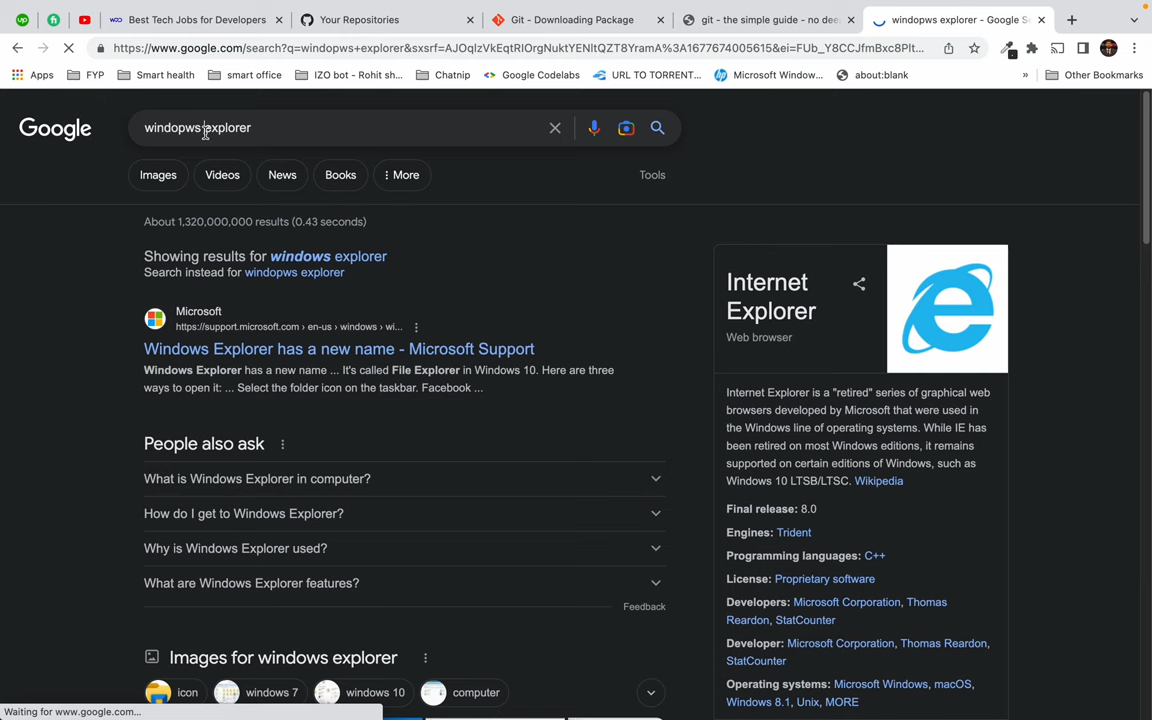 Best Tech Jobs for Developers
Your Repositories
Git - Downloading Package
git - the simple guide - no dee
windopws explorer - Google Se
https://www.google.com/search?q=windopws+explorer&sxsrf=AJOqlzVkEqtRIOrgNuktYENltQZT8YramA%3A1677674005615&ei=FUb_Y8CCJfmBxc8Plt...
Apps
FYP
Smart health
smart office
IZO bot - Rohit sh...
Chatnip
Google Codelabs
URL TO TORRENT...
Microsoft Window...
about:blank
»
Other Bookmarks
Google
windopws explorer
Images
Videos
News
Books
More
Tools
About 1,320,000,000 results (0.43 seconds)
Showing results for windows explorer
Search instead for windopws explorer
Microsoft
https://support.microsoft.com › en-us › windows › wi...
Windows Explorer has a new name - Microsoft Support
Windows Explorer has a new name ... It's called File Explorer in Windows 10. Here are three
ways to open it: ... Select the folder icon on the taskbar. Facebook ...
People also ask
What is Windows Explorer in computer?
How do I get to Windows Explorer?
Why is Windows Explorer used?
What are Windows Explorer features?
Feedback
Images for windows explorer
icon
windows 7
windows 10
computer
Internet
Explorer
Web browser
Internet Explorer is a "retired" series of graphical web
browsers developed by Microsoft that were used in
the Windows line of operating systems. While IE has
been retired on most Windows editions, it remains
supported on certain editions of Windows, such as
Windows 10 LTSB/LTSC. Wikipedia
Final release: 8.0
Engines: Trident
Programming languages: C++
License: Proprietary software
Developers: Microsoft Corporation, Thomas
Reardon, StatCounter
Developer: Microsoft Corporation, Thomas Reardon,
StatCounter
Operating systems: Microsoft Windows, macOS,
Windows 8.1, Unix, MORE
Waiting for www.google.com...